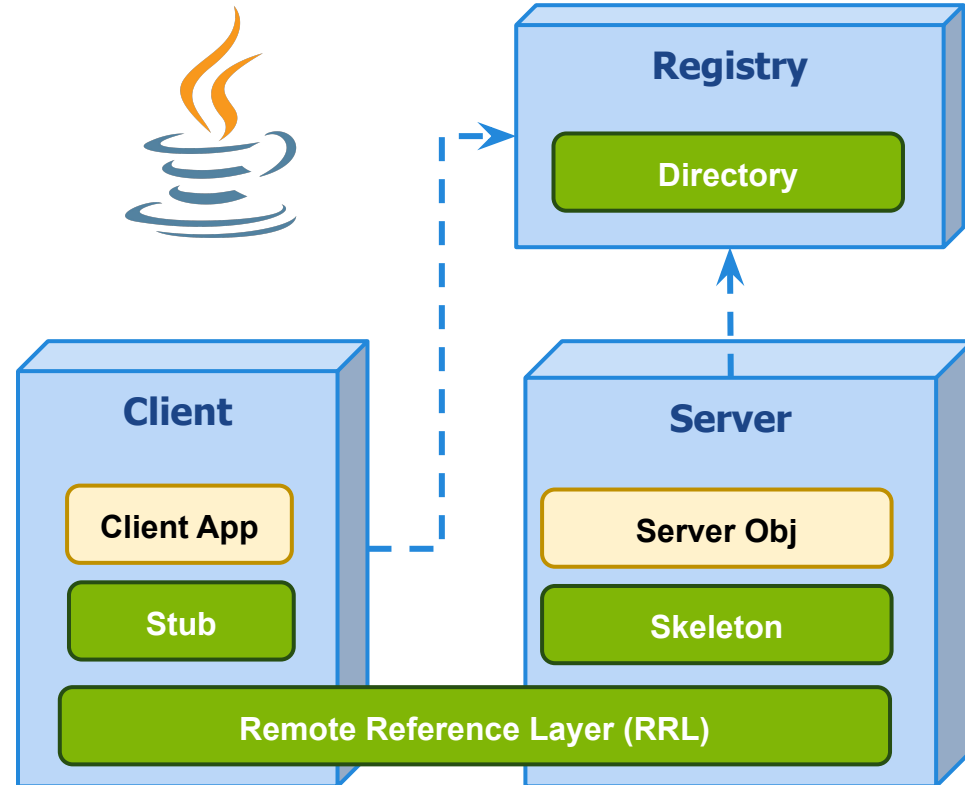 Registry
Directory
Client
Client App
Stub
Server
Server Obj
Skeleton
Remote Reference Layer (RRL)